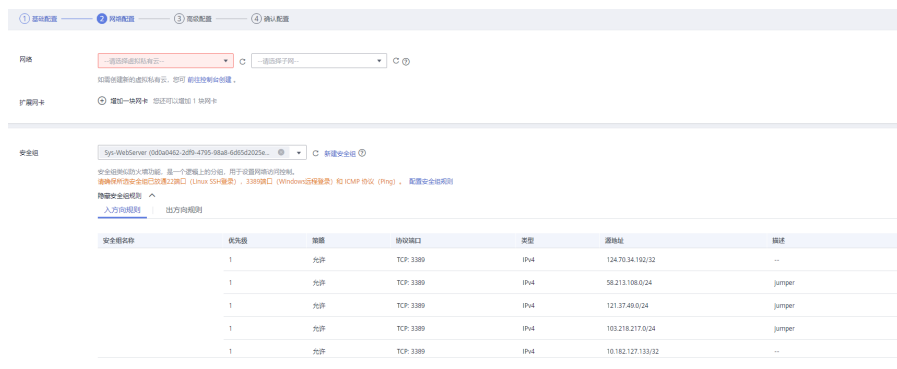 1 基础配置 2 网络配置 3 高级配置 4 确认配置
网络 --请选择虚拟私有云-- --请选择子网--
如需创建新的虚拟私有云，您可 前往控制台创建 。
扩展网卡 增加一块网卡 您还可以增加 1 块网卡
安全组 Sys-WebServer (0d0a0462-2df9-4795-98a8-6d65d2025e... 新建安全组
安全组类似防火墙功能，是一个逻辑上的分组，用于设置网络访问控制。
请确保所选安全组已放通22端口（Linux SSH登录），3389端口（Windows远程登录）和 ICMP 协议（Ping）。 配置安全组规则
隐藏安全组规则
入方向规则 出方向规则
安全组名称 优先级 策略 协议端口 类型 源地址 描述
1 允许 TCP: 3389 IPv4 124.70.34.192/32 --
1 允许 TCP: 3389 IPv4 58.213.108.0/24 jumper
1 允许 TCP: 3389 IPv4 121.37.49.0/24 jumper
1 允许 TCP: 3389 IPv4 103.218.217.0/24 jumper
1 允许 TCP: 3389 IPv4 10.182.127.133/32 --